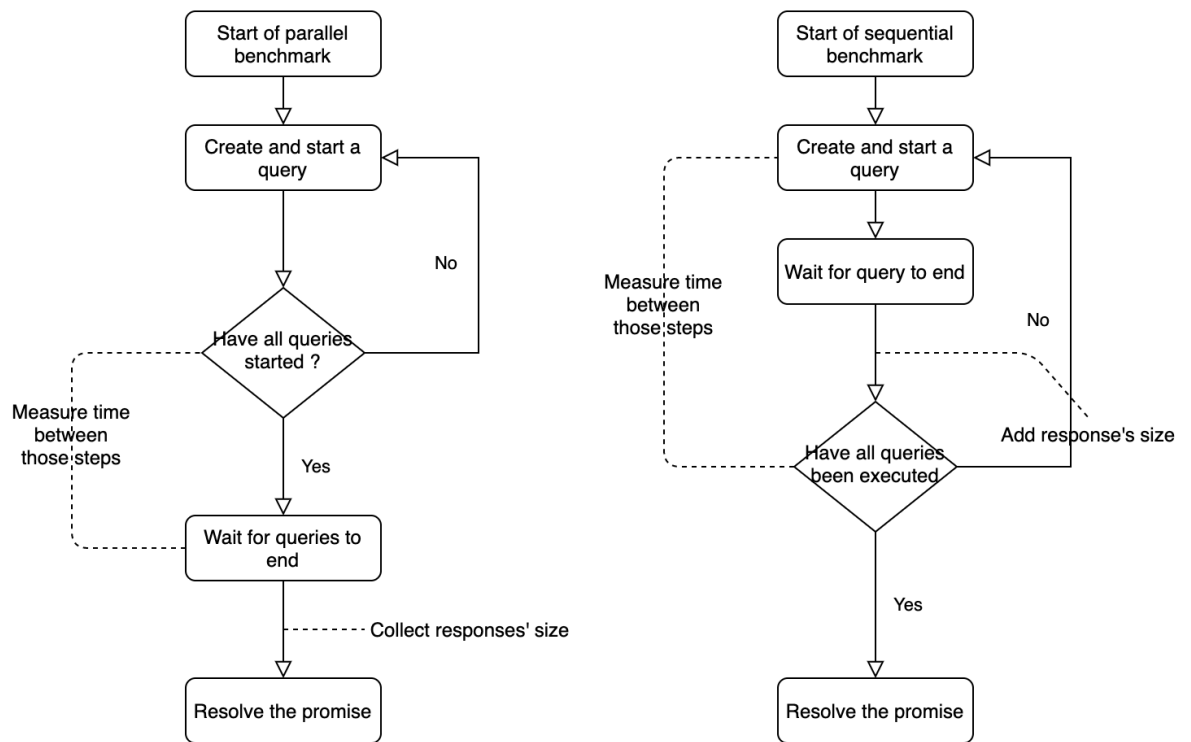 Start of parallel
benchmark
Create and start a
query
No
Have all queries
started ?
Measure time
between
those steps
Yes
Wait for queries to
end
Collect responses' size
Resolve the promise
Start of sequential
benchmark
Create and start a
query
Wait for query to end
Measure time
between
those steps
No
Add response's size
Have all queries
been executed
Yes
Resolve the promise